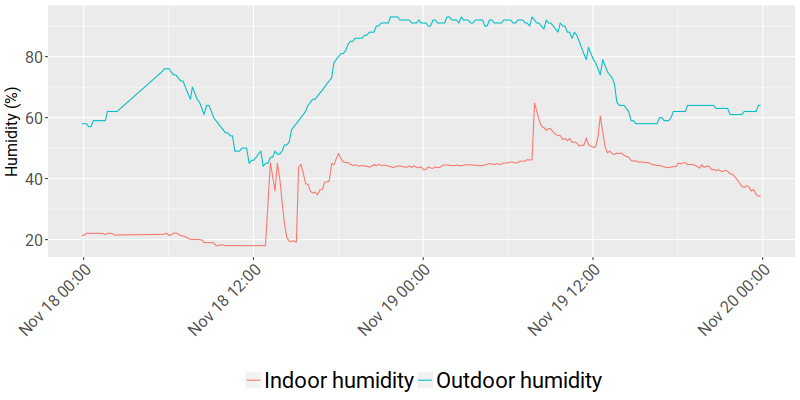 Humidity (%)
80
60
40
20
Nov 18 00:00
Nov 18 12:00
Nov 19 00:00
Nov 19 12:00
Nov 20 00:00
Indoor humidity Outdoor humidity